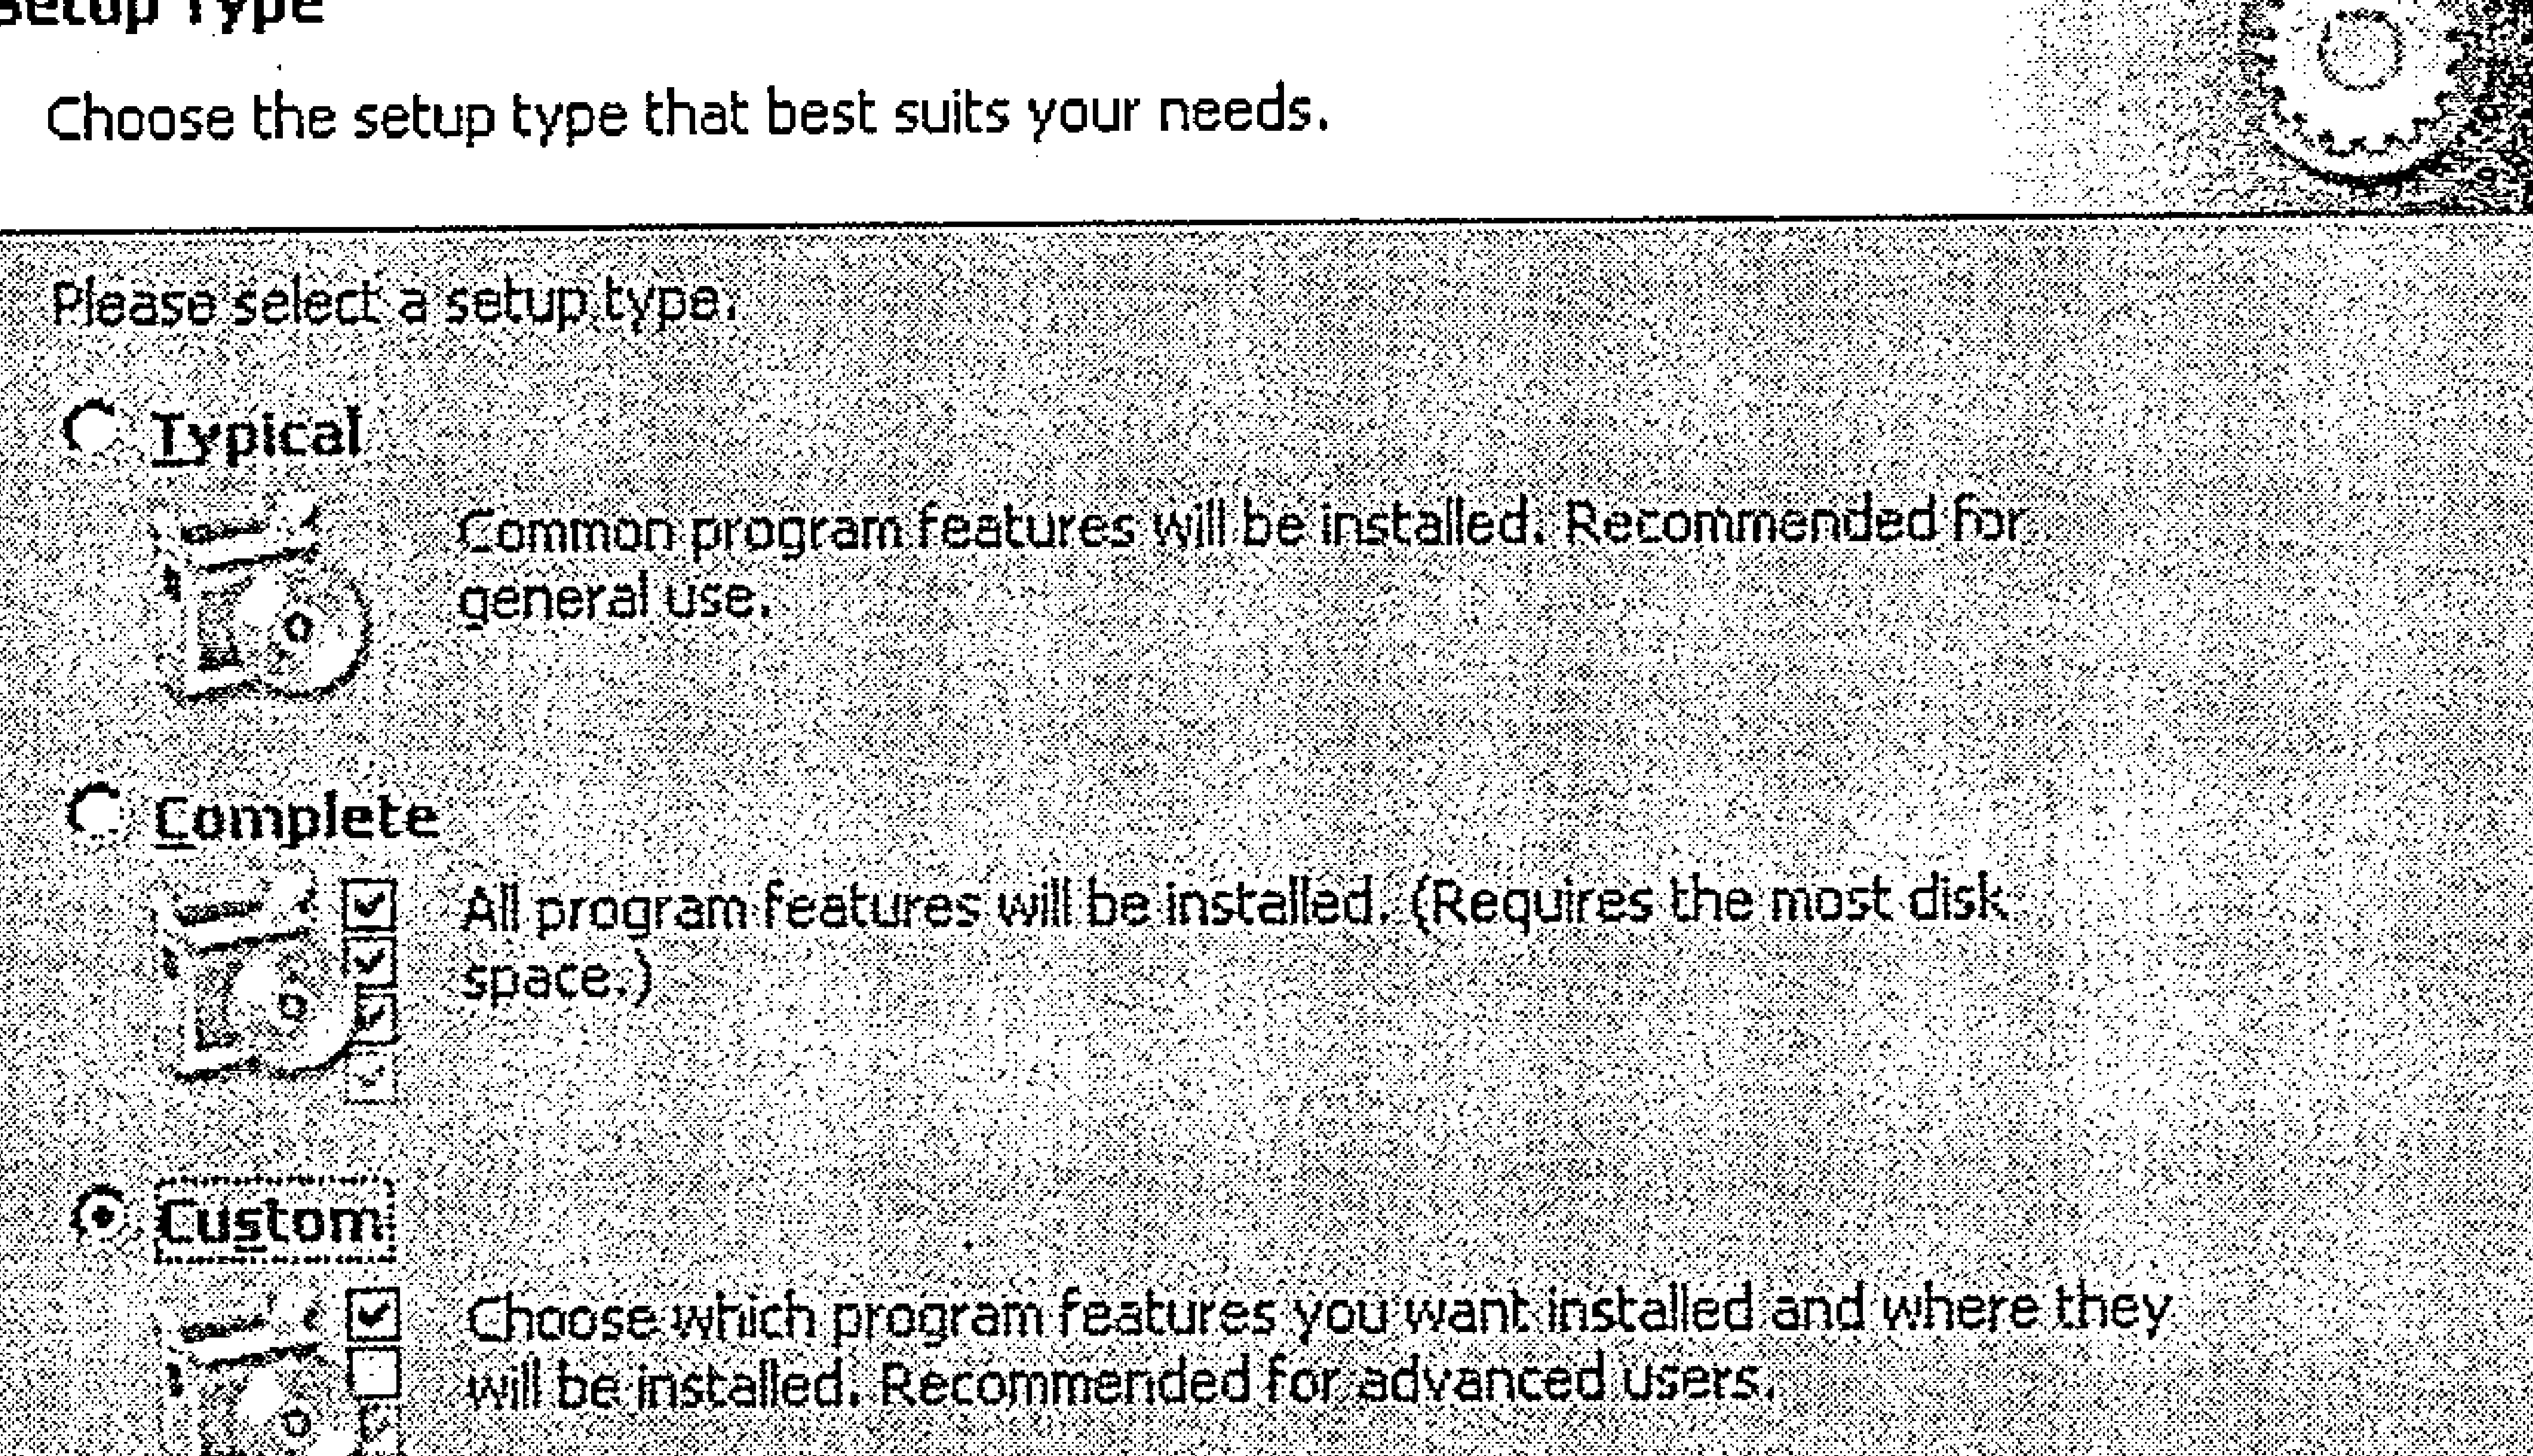 Setup Type
Choose the setup type that best suits your needs.
Please select a setup type.
Typical
Common program features will be installed. Recommended for
general use.
Complete
All program features will be installed. (Requires the most disk
space.)
Custom
Choose which program features you want installed and where they
will be installed. Recommended for advanced users.